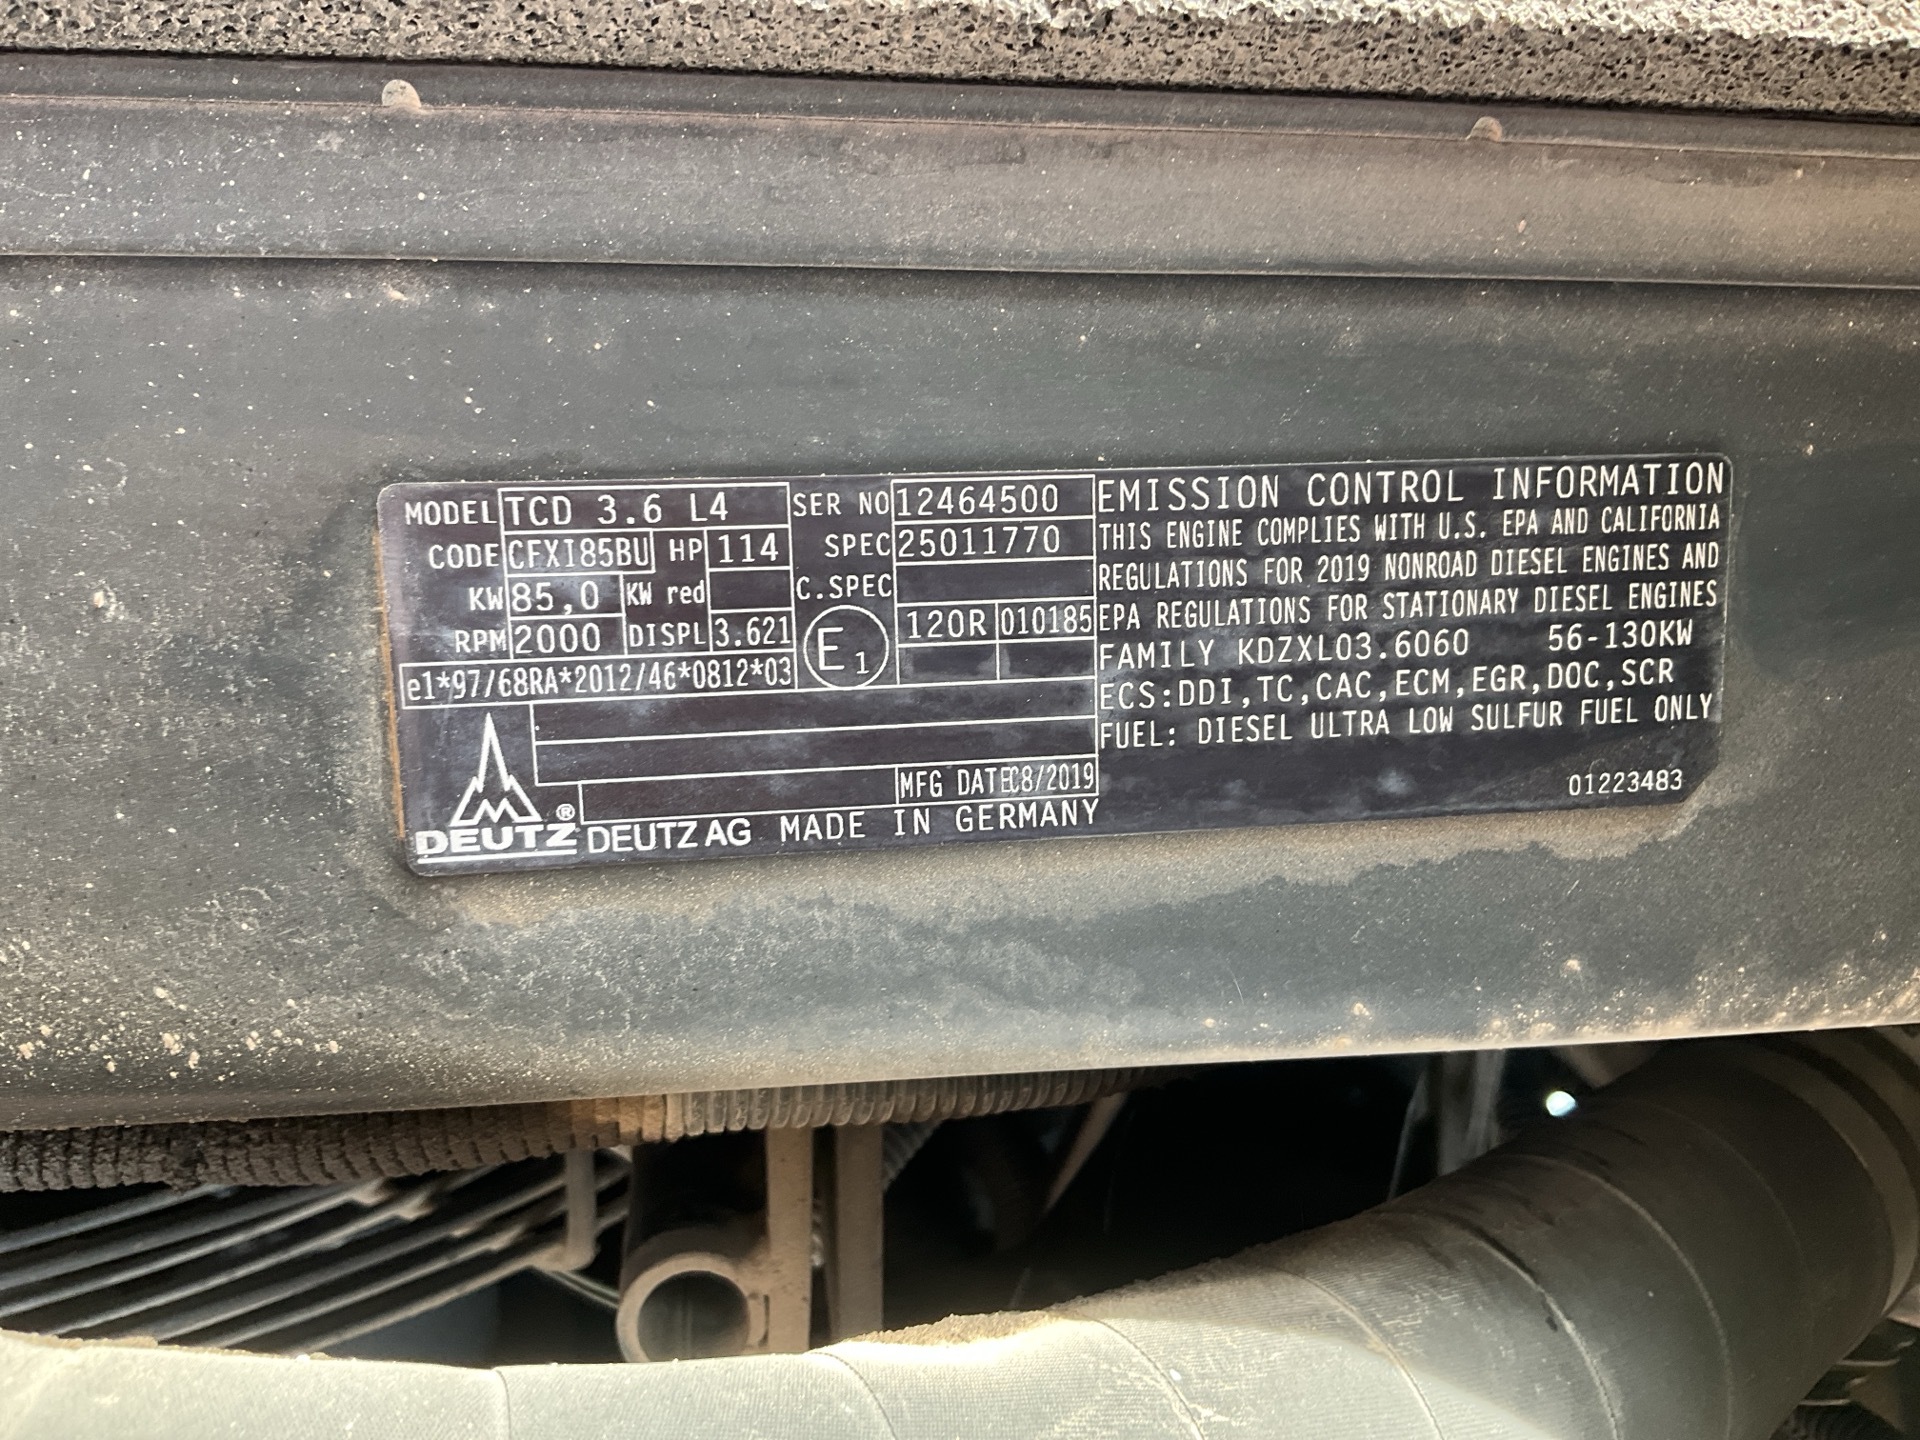 MODEL TCD 3.6 L4 SER NO 12464500
CODE CFXI85BU HP 114 SPEC 25011770
KW 85,0 KW red C.SPEC
RPM 2000 DISPL 3.621 E1 120R 010185
e1*97/68RA*2012/46*0812*03
MFG DATE 08/2019
DEUTZ® DEUTZ AG MADE IN GERMANY
EMISSION CONTROL INFORMATION
THIS ENGINE COMPLIES WITH U.S. EPA AND CALIFORNIA
REGULATIONS FOR 2019 NONROAD DIESEL ENGINES AND
EPA REGULATIONS FOR STATIONARY DIESEL ENGINES
FAMILY KDZXL03.6060 56-130KW
ECS:DDI,TC,CAC,ECM,EGR,DOC,SCR
FUEL: DIESEL ULTRA LOW SULFUR FUEL ONLY
01223483